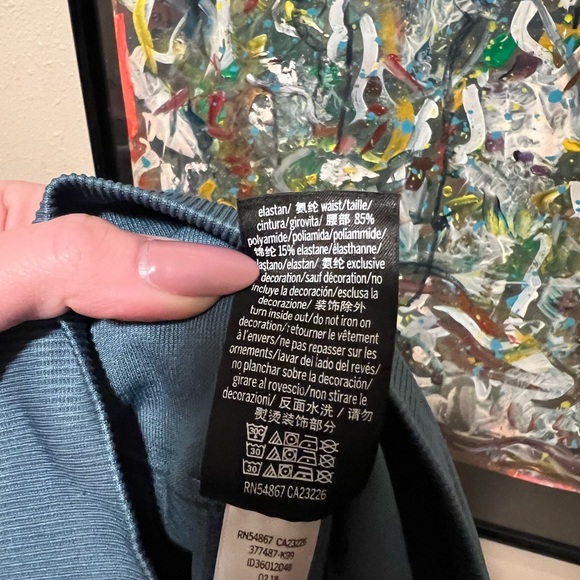 elastan/ 氨纶 waist/taille/
cintura/girovita/ 腰部 85%
polyamide/poliamida/poliammide/
锦纶 15% elastane/élasthanne/
elastano/elastan/ 氨纶 exclusive
decoration/sauf décoration/no
incluye la decoración/esclusa la
decorazione/ 装饰除外
turn inside out/do not iron on
decoration/retourner le vêtement
à l'envers/ne pas repasser sur les
ornements/lavar del lado del revés/
no planchar sobre la decoración/
girare al rovescio/non stirare le
decorazioni/ 反面水洗 / 请勿
熨烫装饰部分
30C
30
30
RN54867 CA23226
RN54867 CA23226
377487-K99
ID36012048